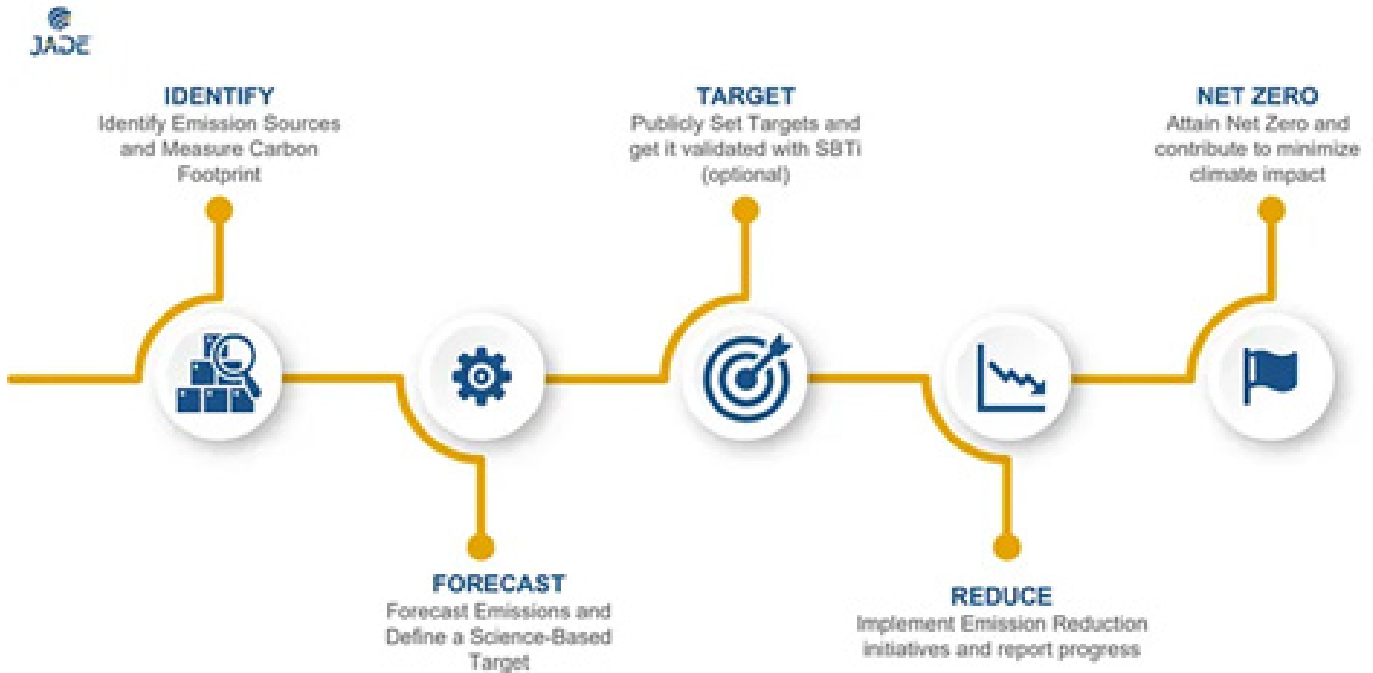 JADE
IDENTIFY
Identify Emission Sources
and Measure Carbon
Footprint
FORECAST
Forecast Emissions and
Define a Science-Based
Target
TARGET
Publicly Set Targets and
get it validated with SBTi
(optional)
REDUCE
Implement Emission Reduction
initiatives and report progress
NET ZERO
Attain Net Zero and
contribute to minimize
climate impact